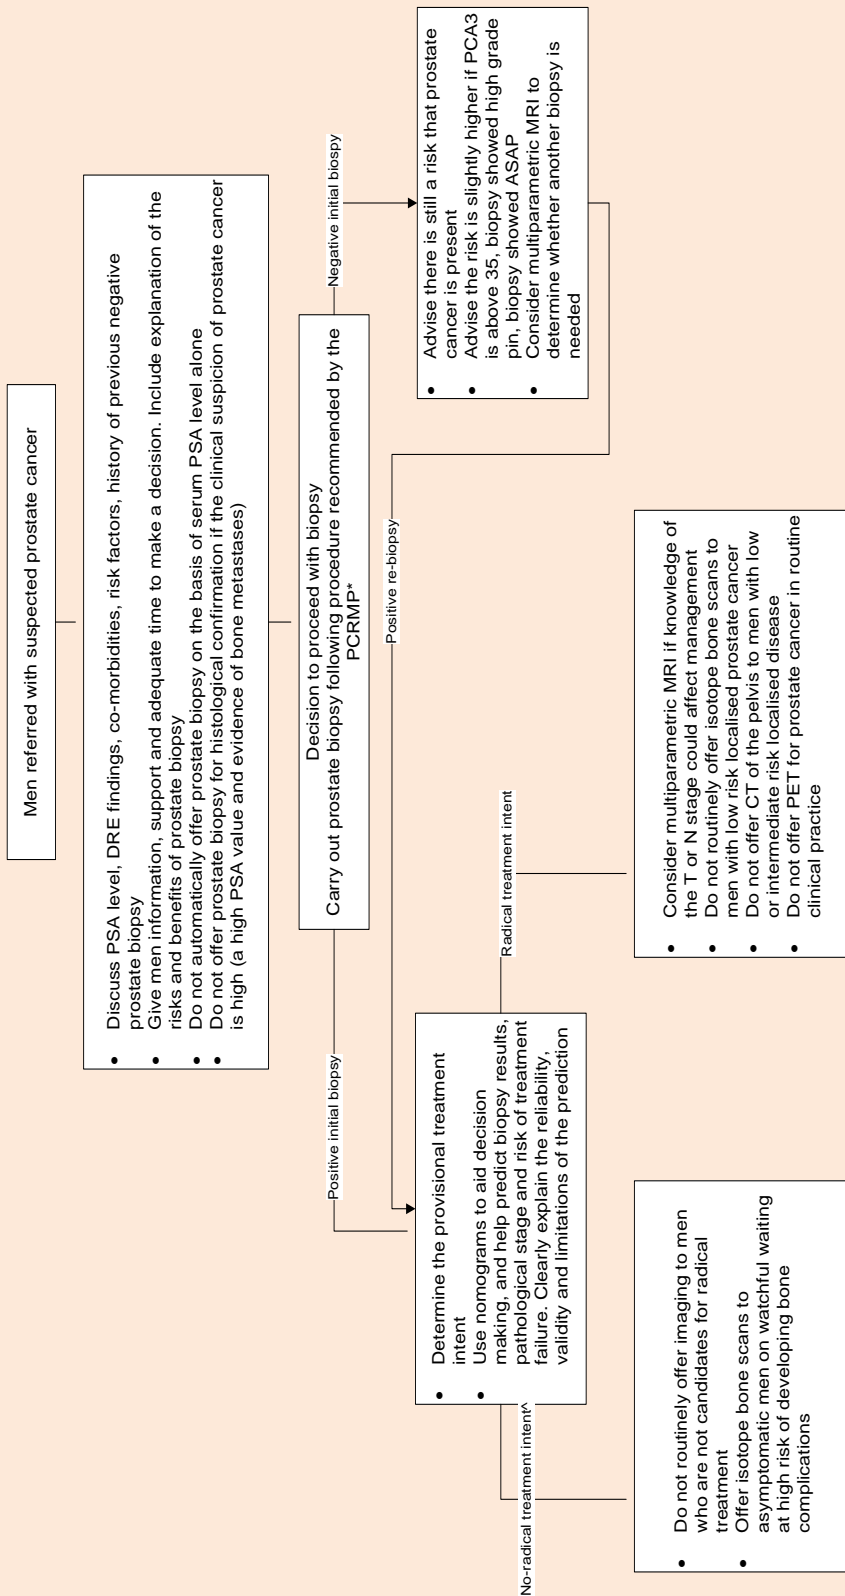 Men referred with suspected prostate cancer
• Discuss PSA level, DRE findings, co-morbidities, risk factors, history of previous negative
prostate biopsy
• Give men information, support and adequate time to make a decision. Include explanation of the
risks and benefits of prostate biopsy
• Do not automatically offer prostate biopsy on the basis of serum PSA level alone
• Do not offer prostate biopsy for histological confirmation if the clinical suspicion of prostate cancer
is high (a high PSA value and evidence of bone metastases)
Decision to proceed with biopsy
Carry out prostate biopsy following procedure recommended by the
PCRMP*
Positive initial biopsy
Negative initial biospy
• Advise there is still a risk that prostate
cancer is present
• Advise the risk is slightly higher if PCA3
is above 35, biopsy showed high grade
pin, biopsy showed ASAP
• Consider multiparametric MRI to
determine whether another biopsy is
needed
Positive re-biopsy
• Determine the provisional treatment
intent
• Use nomograms to aid decision
making, and help predict biopsy results,
pathological stage and risk of treatment
failure. Clearly explain the reliability,
validity and limitations of the prediction
No-radical treatment intent^
Radical treatment intent
• Do not routinely offer imaging to men
who are not candidates for radical
treatment
• Offer isotope bone scans to
asymptomatic men on watchful waiting
at high risk of developing bone
complications
• Consider multiparametric MRI if knowledge of
the T or N stage could affect management
• Do not routinely offer isotope bone scans to
men with low risk localised prostate cancer
• Do not offer CT of the pelvis to men with low
or intermediate risk localised disease
• Do not offer PET for prostate cancer in routine
clinical practice